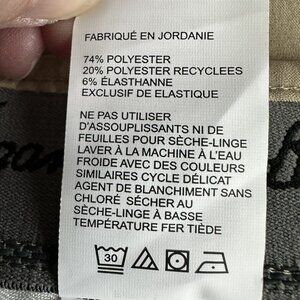 FABRIQUÉ EN JORDANIE
74% POLYESTER
20% POLYESTER RECYCLEES
6% ÉLASTHANNE
EXCLUSIF DE ELASTIQUE
NE PAS UTILISER
D'ASSOUPLISSANTS NI DE
FEUILLES POUR SÈCHE-LINGE
LAVER À LA MACHINE À L'EAU
FROIDE AVEC DES COULEURS
SIMILAIRES CYCLE DÉLICAT
AGENT DE BLANCHIMENT SANS
CHLORÉ SÉCHER AU
SÈCHE-LINGE À BASSE
TEMPÉRATURE FER TIÈDE
30